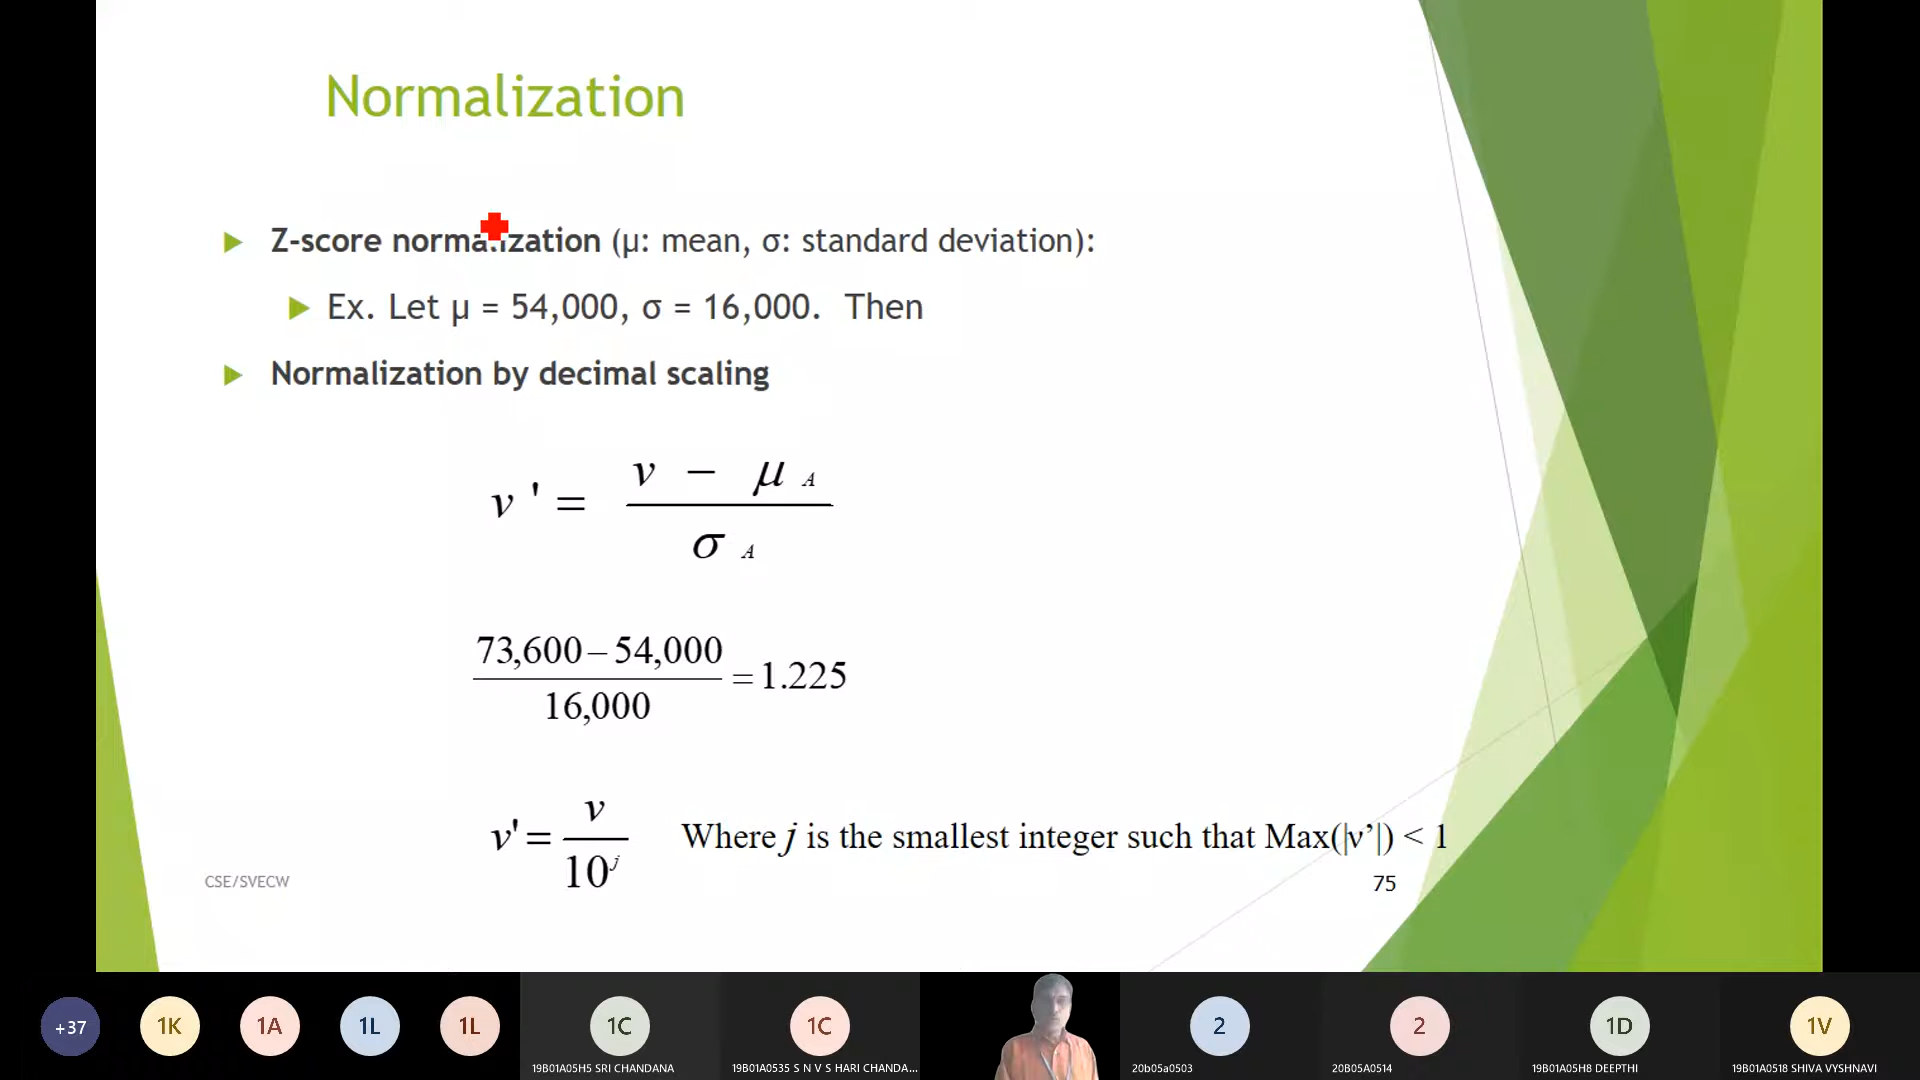 Normalization
Z-score normalization (μ: mean, σ: standard deviation):
Ex. Let μ = 54,000, σ = 16,000. Then
Normalization by decimal scaling
v ' = v − μ A / σ A
73,600 – 54,000 / 16,000 = 1.225
v' = v / 10^j Where j is the smallest integer such that Max(|v’|) < 1
CSE/SVECW
75
+37
1K
1A
1L
1L
1C
1C
2
2
1D
1V
19B01A05H5 SRI CHANDANA
19B01A0535 S N V S HARI CHANDA...
20b05a0503
20B05A0514
19B01A05H8 DEEPTHI
19B01A0518 SHIVA VYSHNAVI